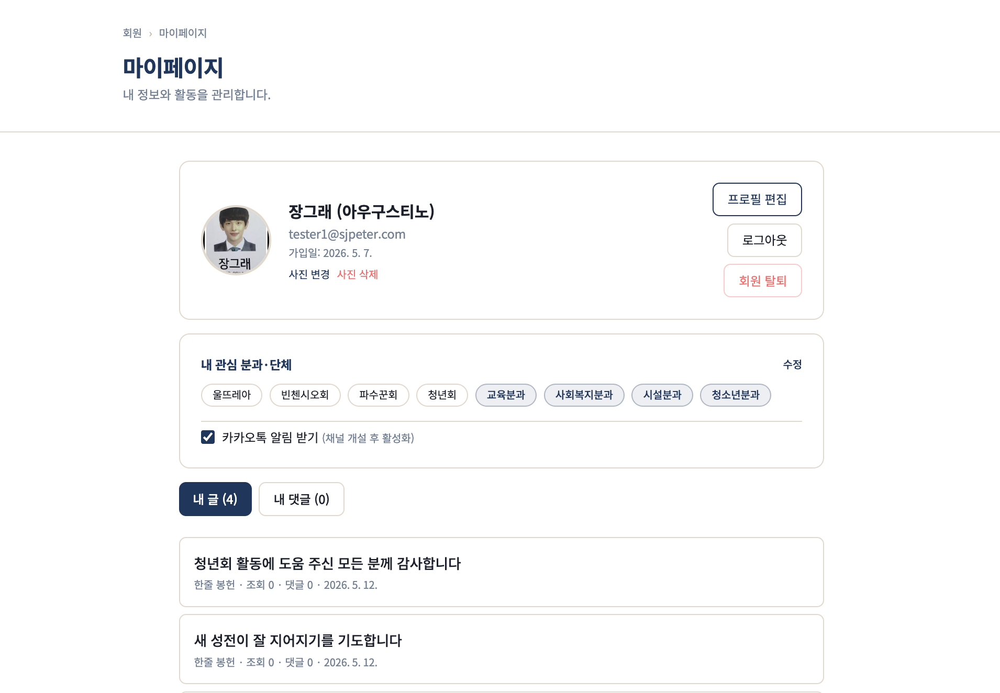 회원 › 마이페이지
마이페이지
내 정보와 활동을 관리합니다.
장그래
장그래 (아우구스티노)
tester1@sjpeter.com
가입일: 2026. 5. 7.
사진 변경 사진 삭제
프로필 편집
로그아웃
회원 탈퇴
내 관심 분과·단체 수정
울뜨레아 빈첸시오회 파수꾼회 청년회 교육분과 사회복지분과 시설분과 청소년분과
카카오톡 알림 받기 (채널 개설 후 활성화)
내 글 (4) 내 댓글 (0)
청년회 활동에 도움 주신 모든 분께 감사합니다
한줄 봉헌 · 조회 0 · 댓글 0 · 2026. 5. 12.
새 성전이 잘 지어지기를 기도합니다
한줄 봉헌 · 조회 0 · 댓글 0 · 2026. 5. 12.